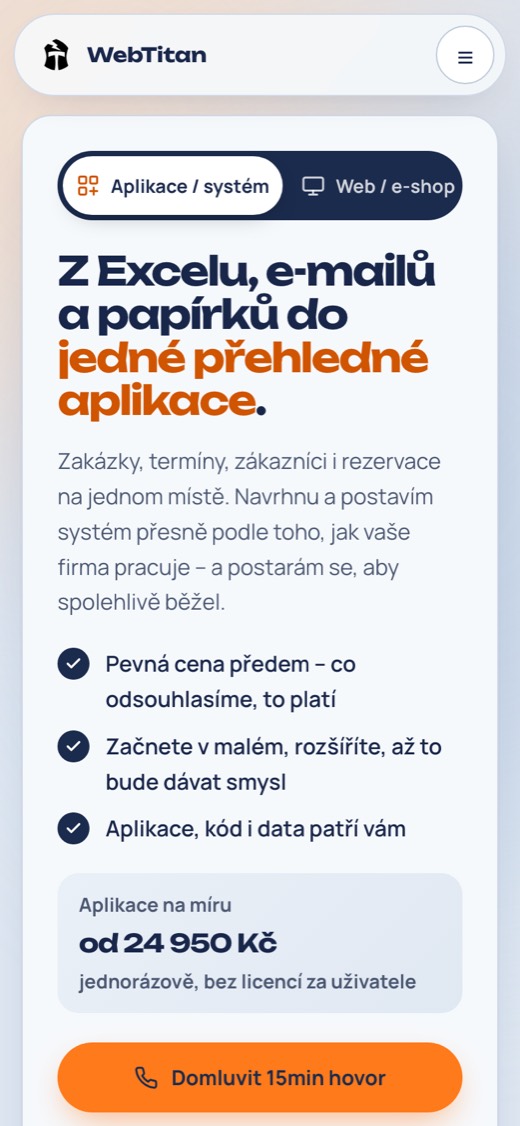 WebTitan
Aplikace / systém
Web / e-shop
Z Excelu, e-mailů
a papírků do
jedné přehledné
aplikace.
Zakázky, termíny, zákazníci i rezervace
na jednom místě. Navrhnu a postavím
systém přesně podle toho, jak vaše
firma pracuje – a postarám se, aby
spolehlivě běžel.
Pevná cena předem – co
odsouhlasíme, to platí
Začnete v malém, rozšíříte, až to
bude dávat smysl
Aplikace, kód i data patří vám
Aplikace na míru
od 24 950 Kč
jednorázově, bez licencí za uživatele
Domluvit 15min hovor